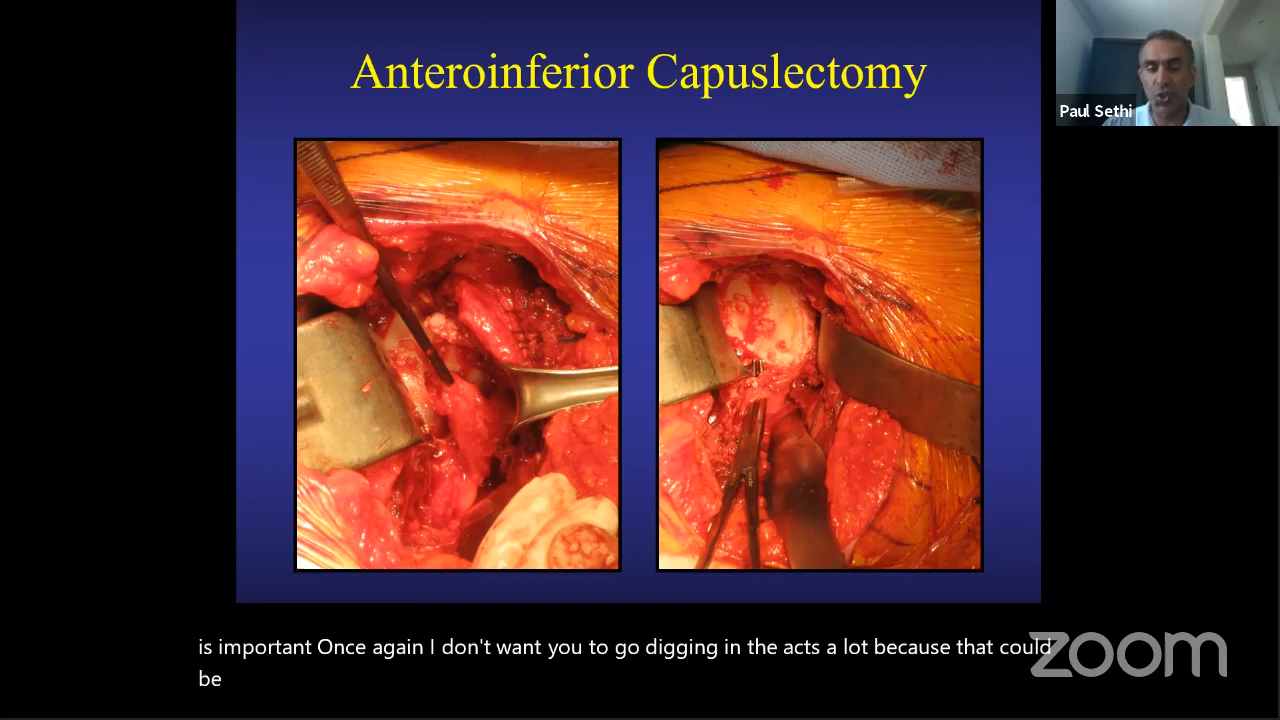 Anteroinferior Capuslectomy
Paul Sethi
is important Once again I don't want you to go digging in the acts a lot because that could
be
zoom